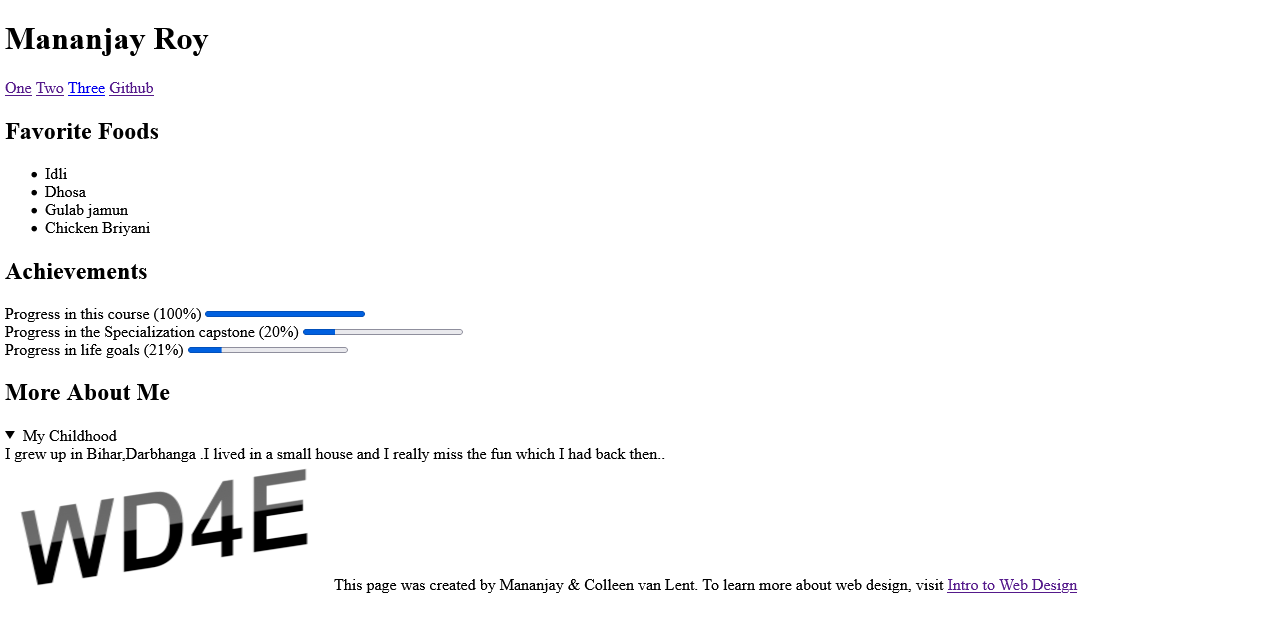 Mananjay Roy
One Two Three Github
Favorite Foods
Idli
Dhosa
Gulab jamun
Chicken Briyani
Achievements
Progress in this course (100%)
Progress in the Specialization capstone (20%)
Progress in life goals (21%)
More About Me
My Childhood
I grew up in Bihar,Darbhanga .I lived in a small house and I really miss the fun which I had back then..
WD4E
This page was created by Mananjay & Colleen van Lent. To learn more about web design, visit Intro to Web Design